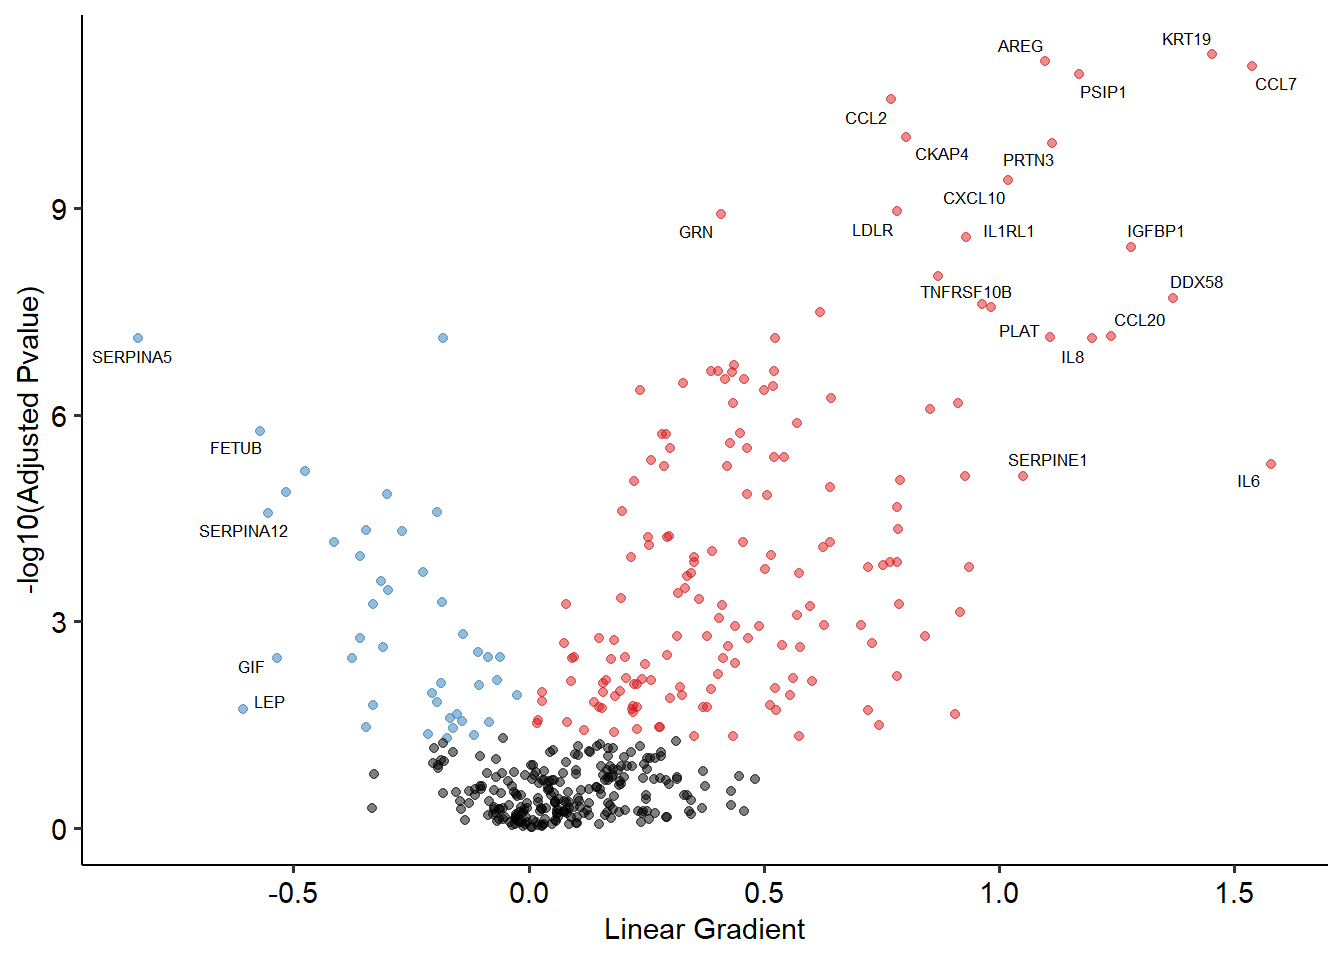 KRT19
AREG
CCL7
PSIP1
CCL2
CKAP4
PRTN3
CXCL10
GRN
LDLR
IL1RL1
IGFBP1
DDX58
TNFRSF10B
CCL20
PLAT
IL8
SERPINA5
FETUB
SERPINE1
IL6
SERPINA12
GIF
LEP
-log10(Adjusted Pvalue)
9
6
3
0
-0.5
0.0
0.5
1.0
1.5
Linear Gradient